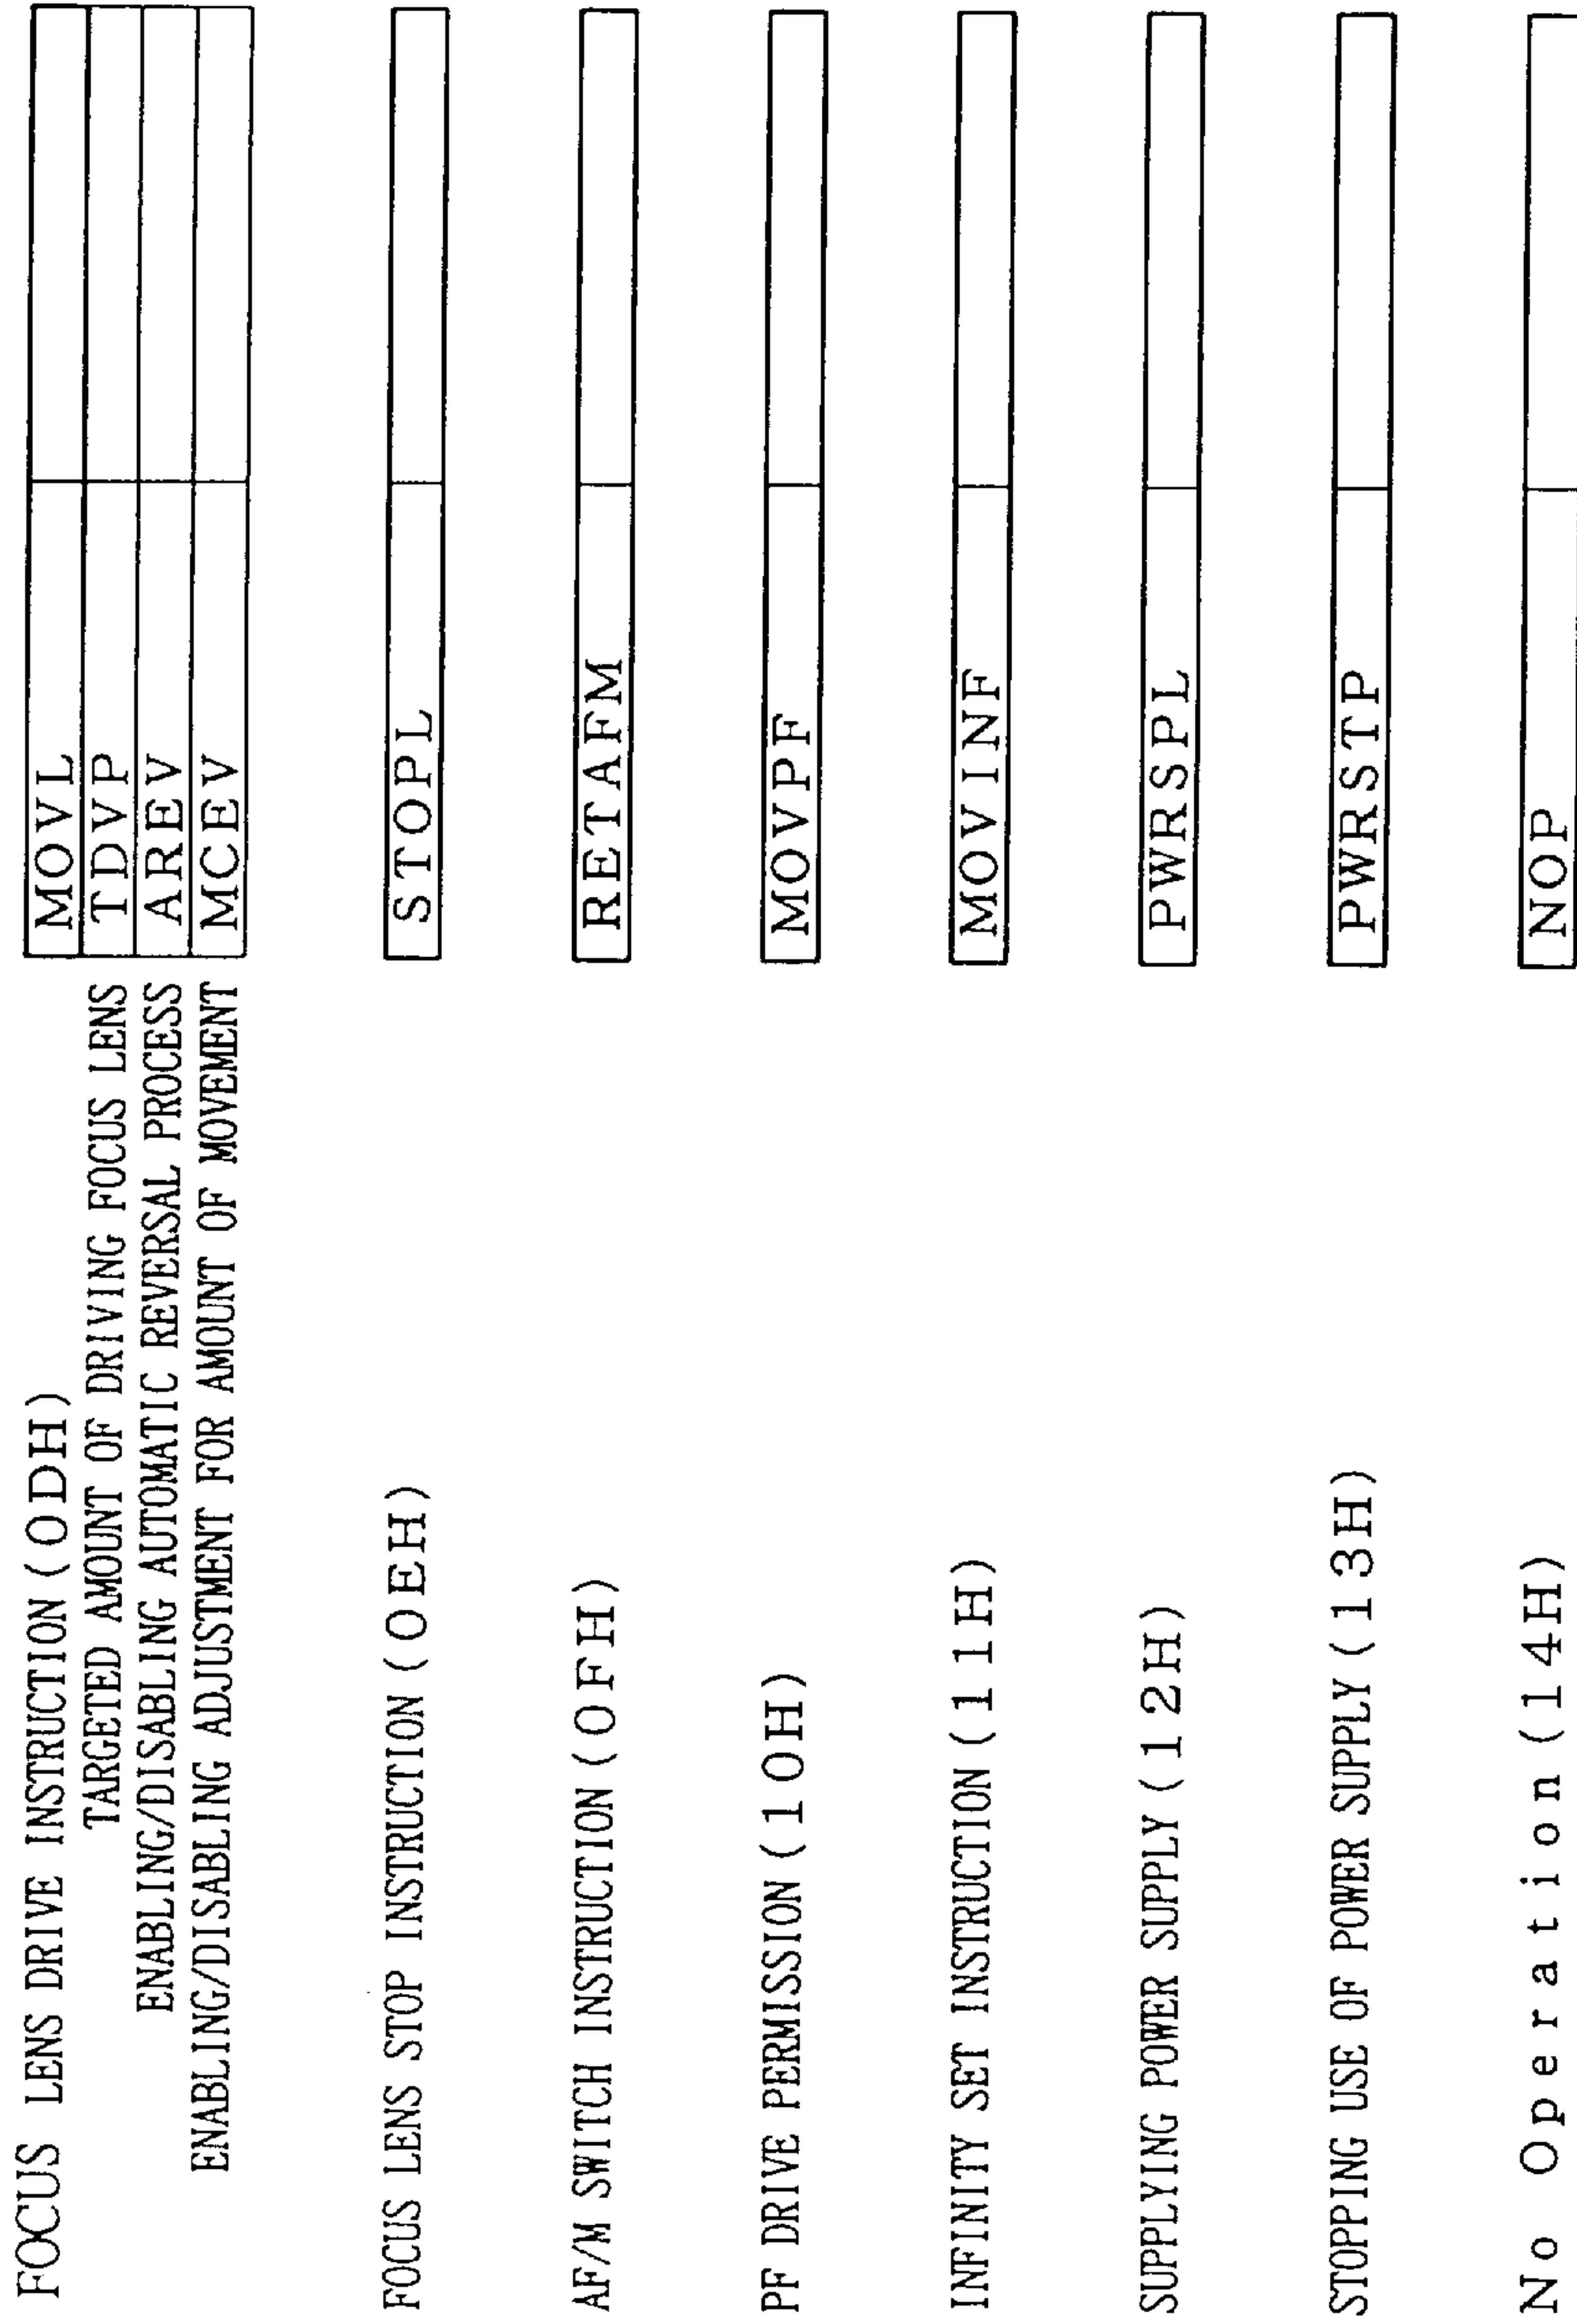 FOCUS LENS DRIVE INSTRUCTION (0DH) MOVL
TARGETED AMOUNT OF DRIVING FOCUS LENS TDVP
ENABLING/DISABLING AUTOMATIC REVERSAL PROCESS AREV
ENABLING/DISABLING ADJUSTMENT FOR AMOUNT OF MOVEMENT MCEV
FOCUS LENS STOP INSTRUCTION (0EH) STOPL
AF/M SWITCH INSTRUCTION (0FH) RETAFM
PF DRIVE PERMISSION (10H) MOVPF
INFINITY SET INSTRUCTION (11H) MOVINF
SUPPLYING POWER SUPPLY (12H) PWRSPL
STOPPING USE OF POWER SUPPLY (13H) PWRSTP
No Operation (14H) NOP